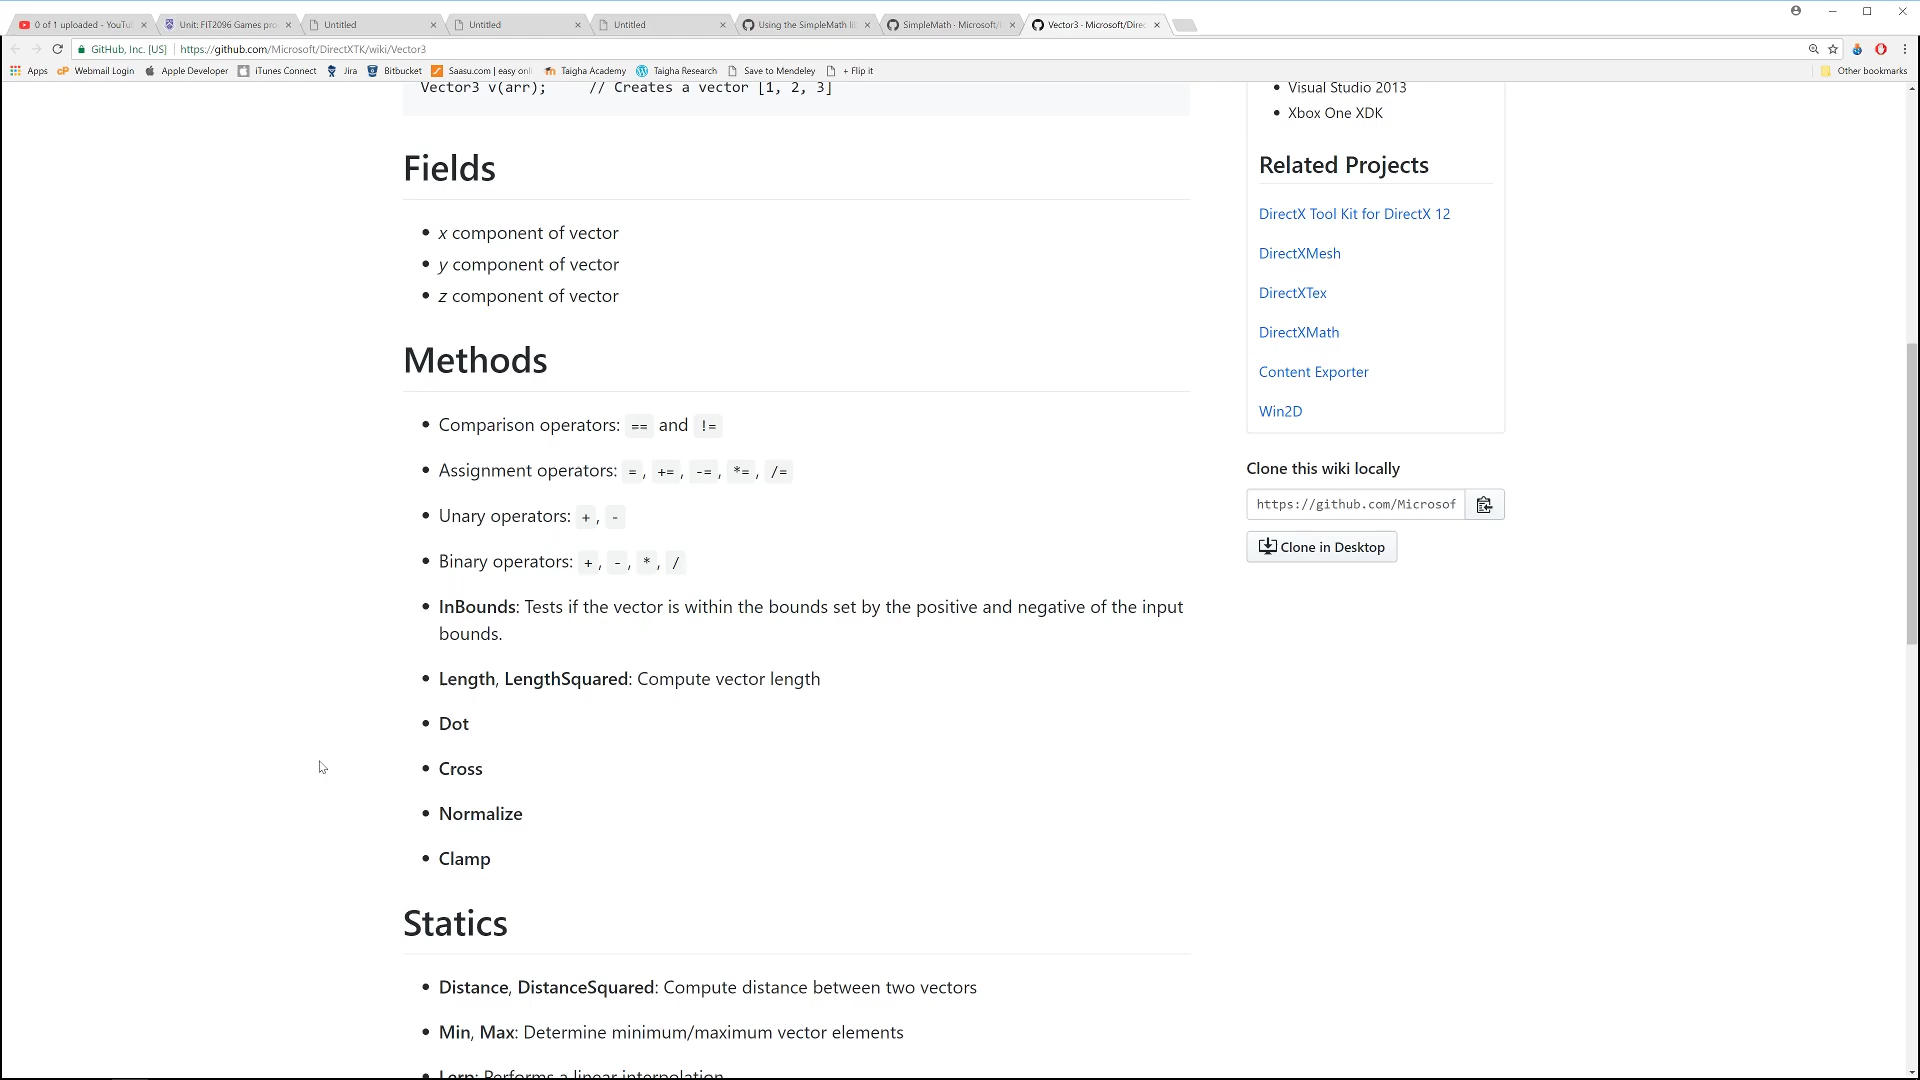 0 of 1 uploaded - YouTu
Unit: FIT2096 Games pro
Untitled
Untitled
Untitled
Using the SimpleMath li
SimpleMath · Microsoft/
Vector3 · Microsoft/Direc
GitHub, Inc. [US]
https://github.com/Microsoft/DirectXTK/wiki/Vector3
Apps
Webmail Login
Apple Developer
iTunes Connect
Jira
Bitbucket
Saasu.com | easy onl
Taigha Academy
Taigha Research
Save to Mendeley
+ Flip it
Other bookmarks
Vector3 v(arr); // Creates a vector [1, 2, 3]
Fields
• x component of vector
• y component of vector
• z component of vector
Methods
• Comparison operators: == and !=
• Assignment operators: =, +=, -=, *=, /=
• Unary operators: +, -
• Binary operators: +, -, *, /
• InBounds: Tests if the vector is within the bounds set by the positive and negative of the input
bounds.
• Length, LengthSquared: Compute vector length
• Dot
• Cross
• Normalize
• Clamp
Statics
• Distance, DistanceSquared: Compute distance between two vectors
• Min, Max: Determine minimum/maximum vector elements
• Lerp: Performs a linear interpolation
• Visual Studio 2013
• Xbox One XDK
Related Projects
DirectX Tool Kit for DirectX 12
DirectXMesh
DirectXTex
DirectXMath
Content Exporter
Win2D
Clone this wiki locally
https://github.com/Microsof
Clone in Desktop